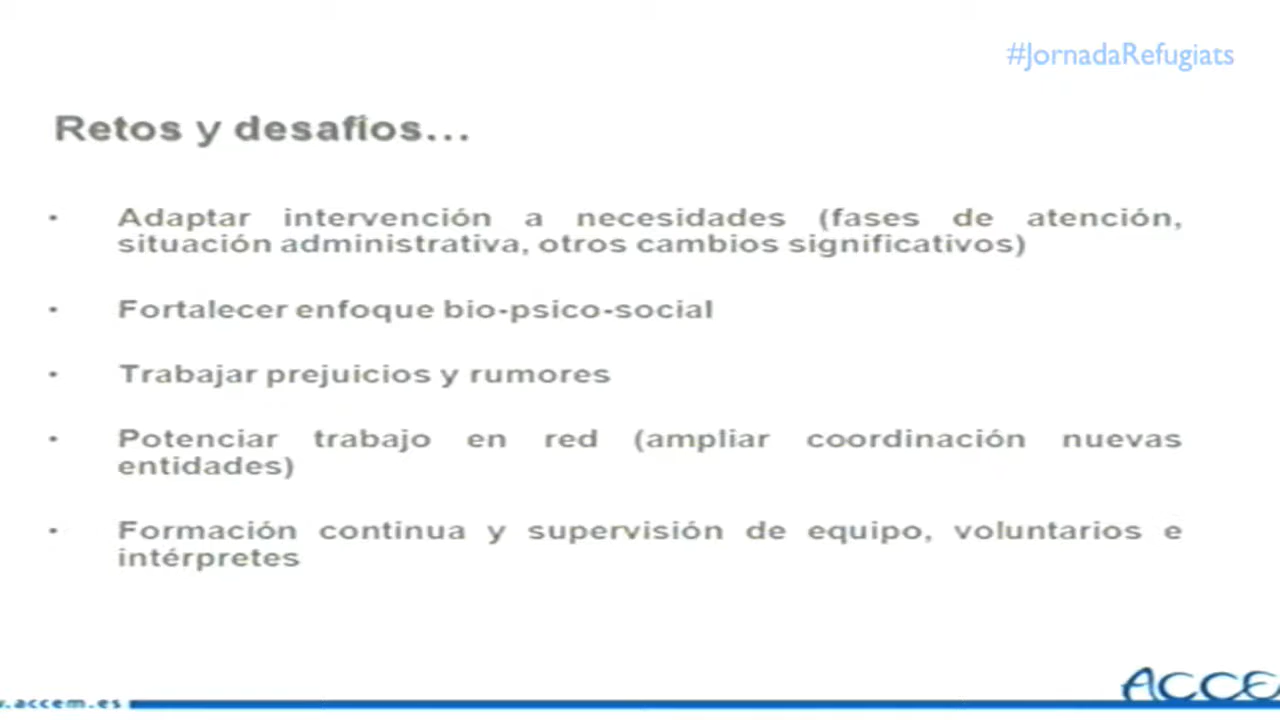 #JornadaRefugiats
Retos y desafíos...
• Adaptar intervención a necesidades (fases de atención,
situación administrativa, otros cambios significativos)
• Fortalecer enfoque bio-psico-social
• Trabajar prejuicios y rumores
• Potenciar trabajo en red (ampliar coordinación nuevas
entidades)
• Formación continua y supervisión de equipo, voluntarios e
intérpretes
ACCE
.accem.es